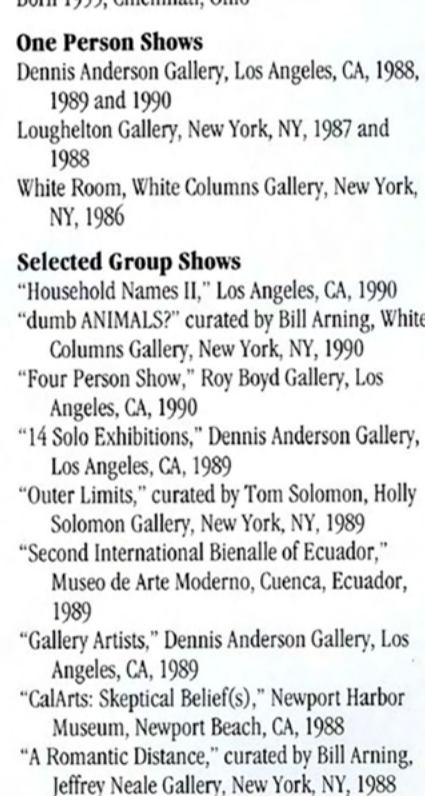 Born 1955, Cincinnati, Ohio
One Person Shows
Dennis Anderson Gallery, Los Angeles, CA, 1988,
1989 and 1990
Loughelton Gallery, New York, NY, 1987 and
1988
White Room, White Columns Gallery, New York,
NY, 1986
Selected Group Shows
“Household Names II,” Los Angeles, CA, 1990
“dumb ANIMALS?” curated by Bill Arning, White
Columns Gallery, New York, NY, 1990
“Four Person Show,” Roy Boyd Gallery, Los
Angeles, CA, 1990
“14 Solo Exhibitions,” Dennis Anderson Gallery,
Los Angeles, CA, 1989
“Outer Limits,” curated by Tom Solomon, Holly
Solomon Gallery, New York, NY, 1989
“Second International Bienalle of Ecuador,”
Museo de Arte Moderno, Cuenca, Ecuador,
1989
“Gallery Artists,” Dennis Anderson Gallery, Los
Angeles, CA, 1989
“CalArts: Skeptical Belief(s),” Newport Harbor
Museum, Newport Beach, CA, 1988
“A Romantic Distance,” curated by Bill Arning,
Jeffrey Neale Gallery, New York, NY, 1988